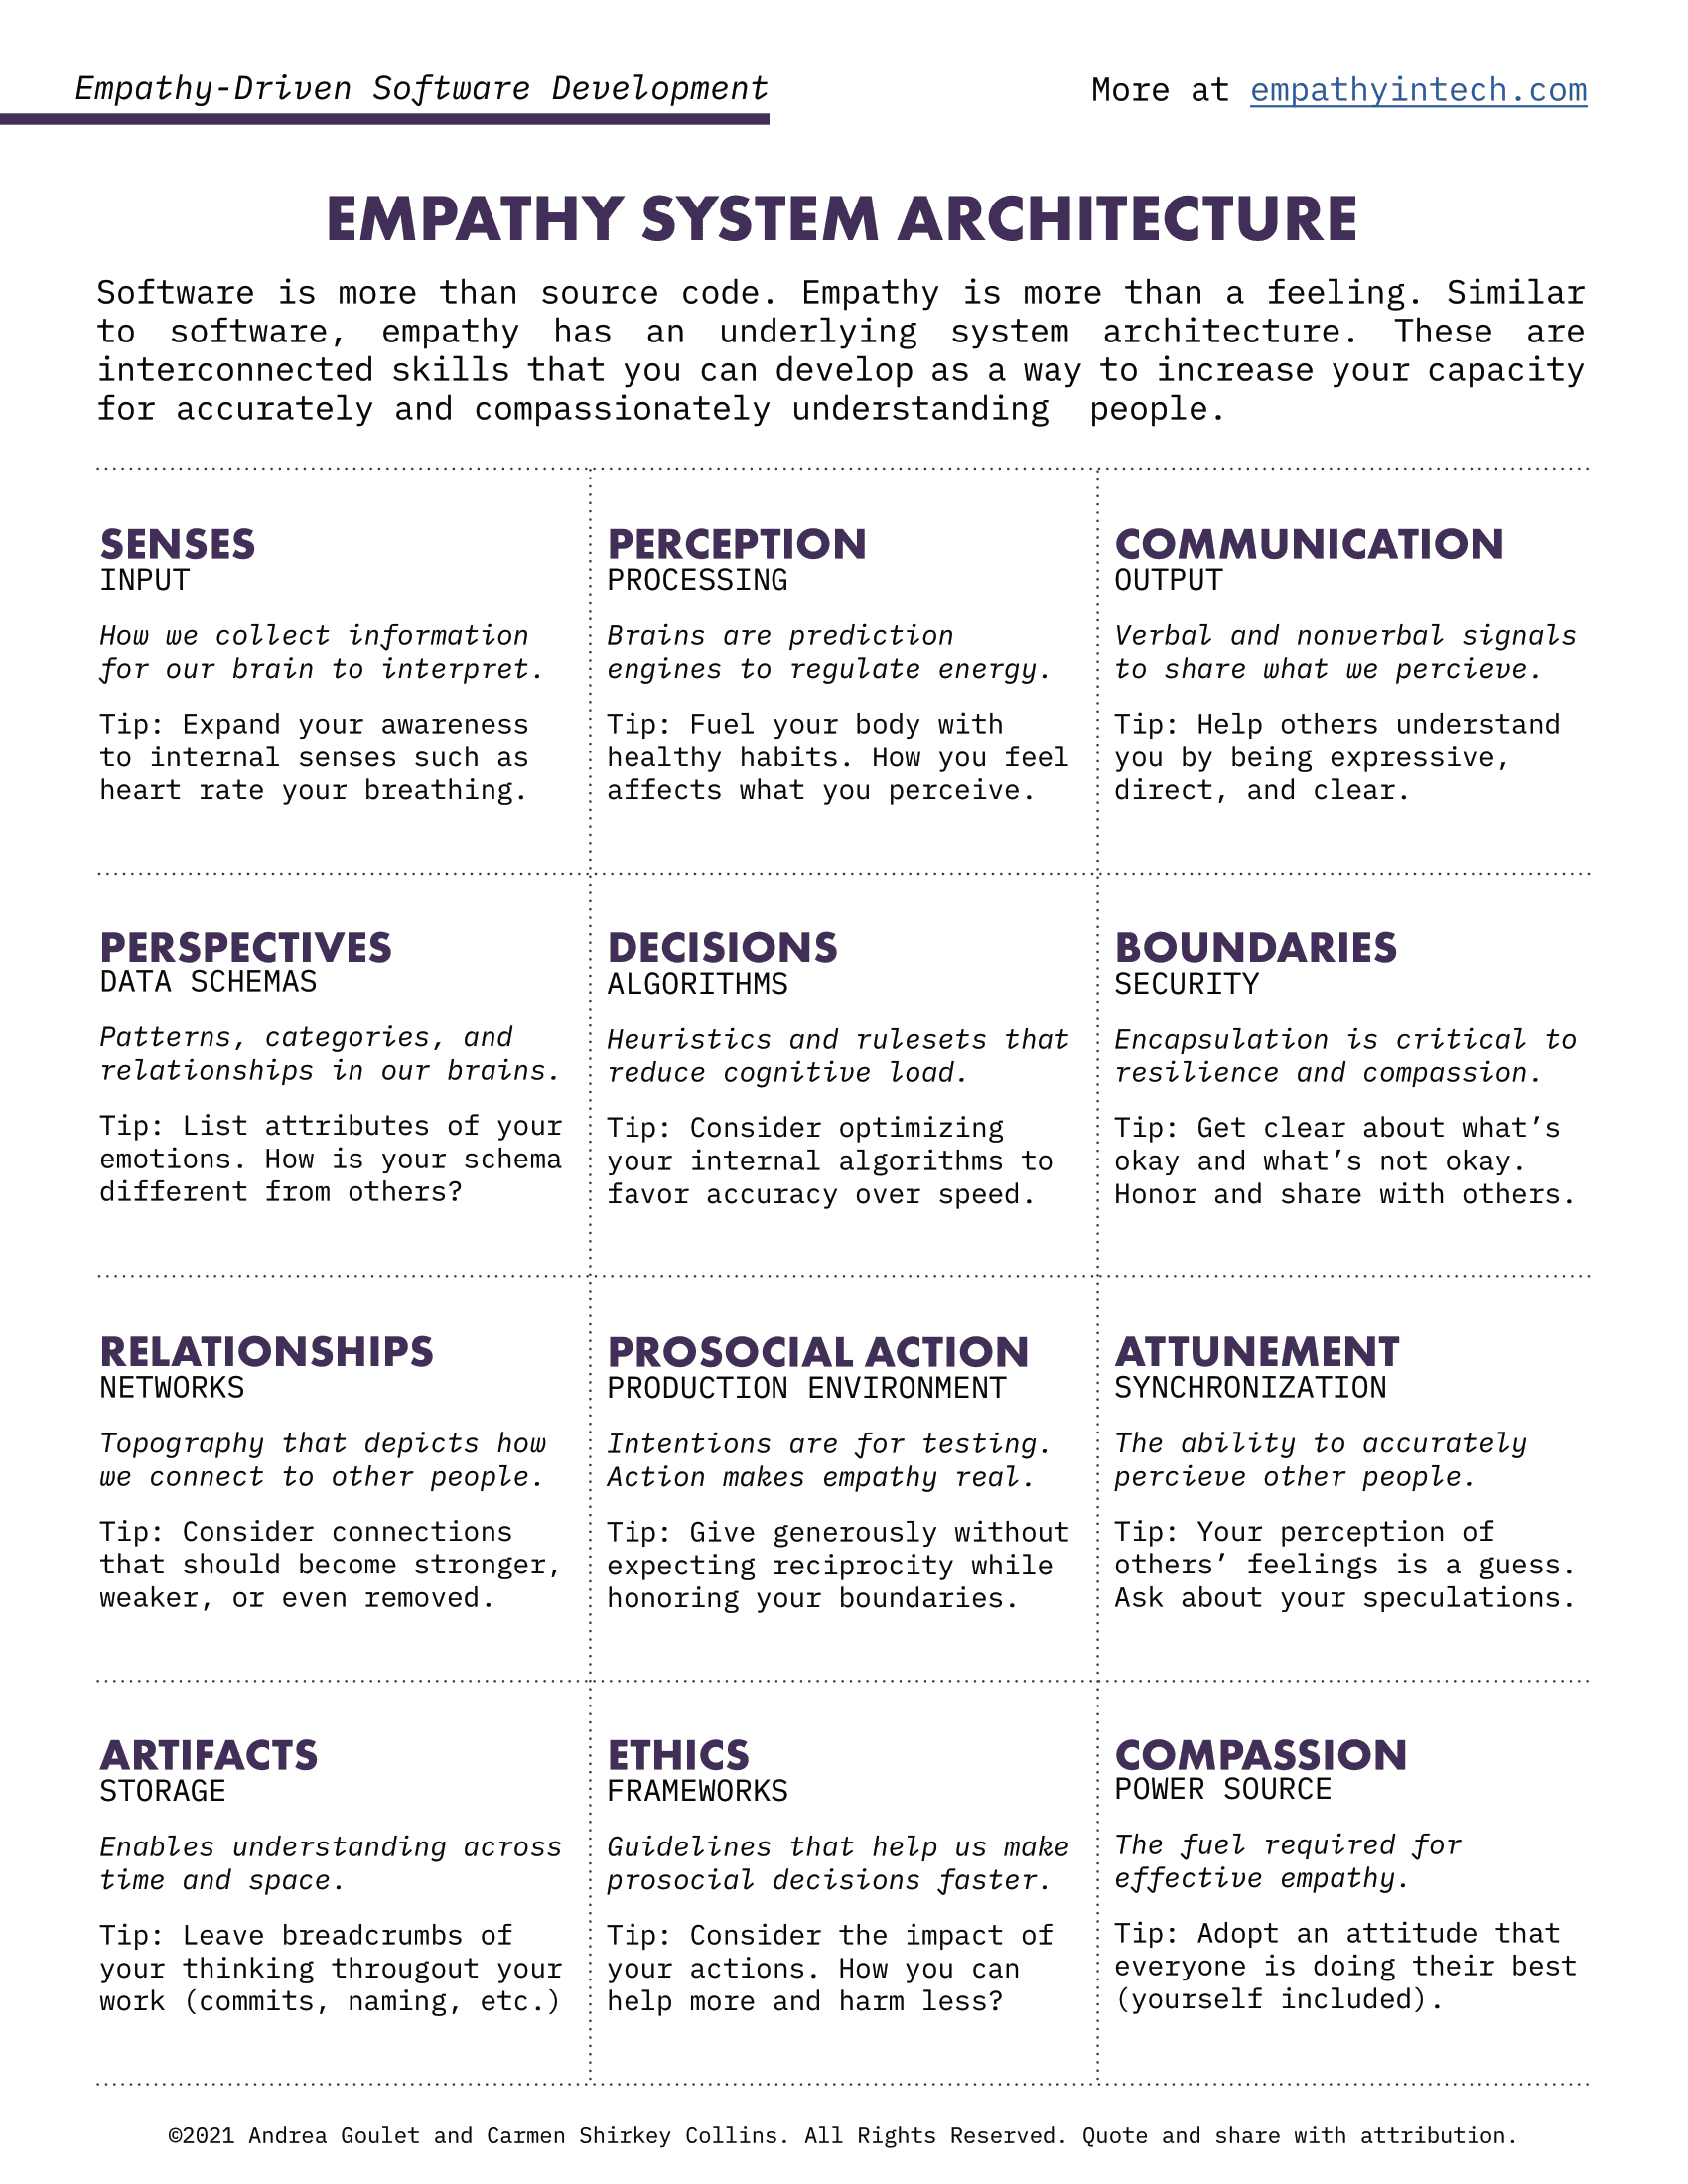 Empathy-Driven Software Development
More at empathyintech.com
EMPATHY SYSTEM ARCHITECTURE
Software is more than source code. Empathy is more than a feeling. Similar
to software, empathy has an underlying system architecture. These are
interconnected skills that you can develop as a way to increase your capacity
for accurately and compassionately understanding people.
SENSES
INPUT
How we collect information
for our brain to interpret.
Tip: Expand your awareness
to internal senses such as
heart rate your breathing.
PERCEPTION
PROCESSING
Brains are prediction
engines to regulate energy.
Tip: Fuel your body with
healthy habits. How you feel
affects what you perceive.
COMMUNICATION
OUTPUT
Verbal and nonverbal signals
to share what we percieve.
Tip: Help others understand
you by being expressive,
direct, and clear.
PERSPECTIVES
DATA SCHEMAS
Patterns, categories, and
relationships in our brains.
Tip: List attributes of your
emotions. How is your schema
different from others?
DECISIONS
ALGORITHMS
Heuristics and rulesets that
reduce cognitive load.
Tip: Consider optimizing
your internal algorithms to
favor accuracy over speed.
BOUNDARIES
SECURITY
Encapsulation is critical to
resilience and compassion.
Tip: Get clear about what’s
okay and what’s not okay.
Honor and share with others.
RELATIONSHIPS
NETWORKS
Topography that depicts how
we connect to other people.
Tip: Consider connections
that should become stronger,
weaker, or even removed.
PROSOCIAL ACTION
PRODUCTION ENVIRONMENT
Intentions are for testing.
Action makes empathy real.
Tip: Give generously without
expecting reciprocity while
honoring your boundaries.
ATTUNEMENT
SYNCHRONIZATION
The ability to accurately
percieve other people.
Tip: Your perception of
others’ feelings is a guess.
Ask about your speculations.
ARTIFACTS
STORAGE
Enables understanding across
time and space.
Tip: Leave breadcrumbs of
your thinking througout your
work (commits, naming, etc.)
ETHICS
FRAMEWORKS
Guidelines that help us make
prosocial decisions faster.
Tip: Consider the impact of
your actions. How you can
help more and harm less?
COMPASSION
POWER SOURCE
The fuel required for
effective empathy.
Tip: Adopt an attitude that
everyone is doing their best
(yourself included).
©2021 Andrea Goulet and Carmen Shirkey Collins. All Rights Reserved. Quote and share with attribution.